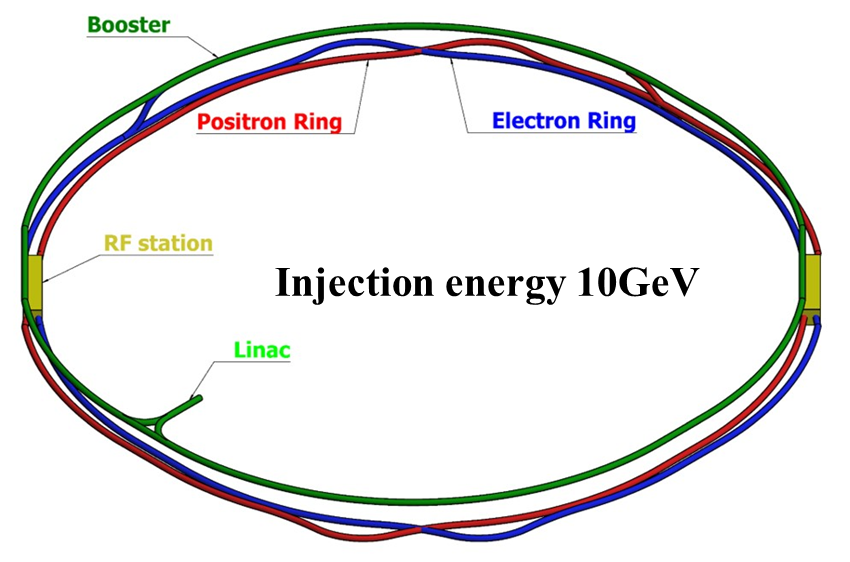 Booster
Positron Ring
Electron Ring
RF station
Injection energy 10GeV
Linac